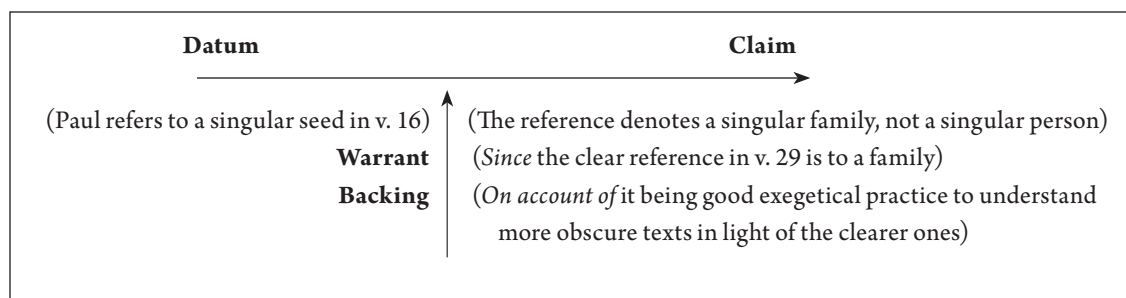 Datum Claim
(Paul refers to a singular seed in v. 16) (The reference denotes a singular family, not a singular person)
Warrant (Since the clear reference in v. 29 is to a family)
Backing (On account of it being good exegetical practice to understand
more obscure texts in light of the clearer ones)